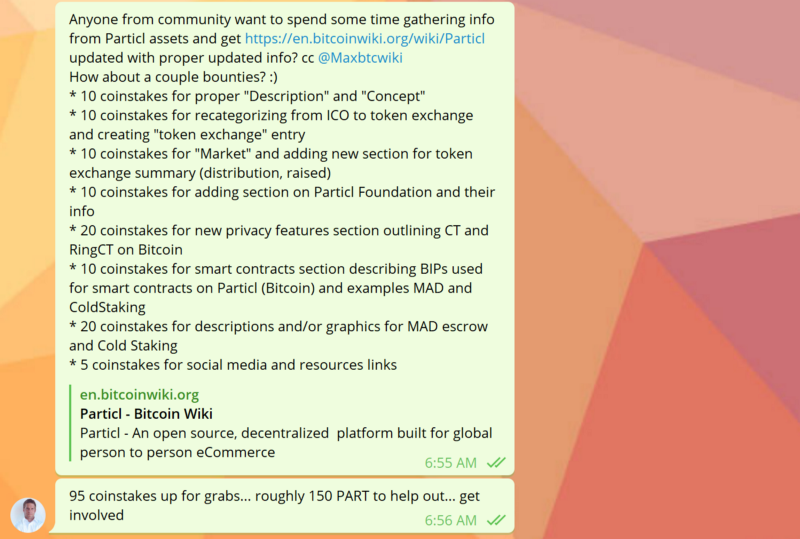 Anyone from community want to spend some time gathering info
from Particl assets and get https://en.bitcoinwiki.org/wiki/Particl
updated with proper updated info? cc @Maxbtcwiki
How about a couple bounties? :)
* 10 coinstakes for proper "Description" and "Concept"
* 10 coinstakes for recategorizing from ICO to token exchange
and creating "token exchange" entry
* 10 coinstakes for "Market" and adding new section for token
exchange summary (distribution, raised)
* 10 coinstakes for adding section on Particl Foundation and their
info
* 20 coinstakes for new privacy features section outlining CT and
RingCT on Bitcoin
* 10 coinstakes for smart contracts section describing BIPs used
for smart contracts on Particl (Bitcoin) and examples MAD and
ColdStaking
* 20 coinstakes for descriptions and/or graphics for MAD escrow
and Cold Staking
* 5 coinstakes for social media and resources links
en.bitcoinwiki.org
Particl - Bitcoin Wiki
Particl - An open source, decentralized  platform built for global
person to person eCommerce
6:55 AM
95 coinstakes up for grabs... roughly 150 PART to help out... get
involved
6:56 AM